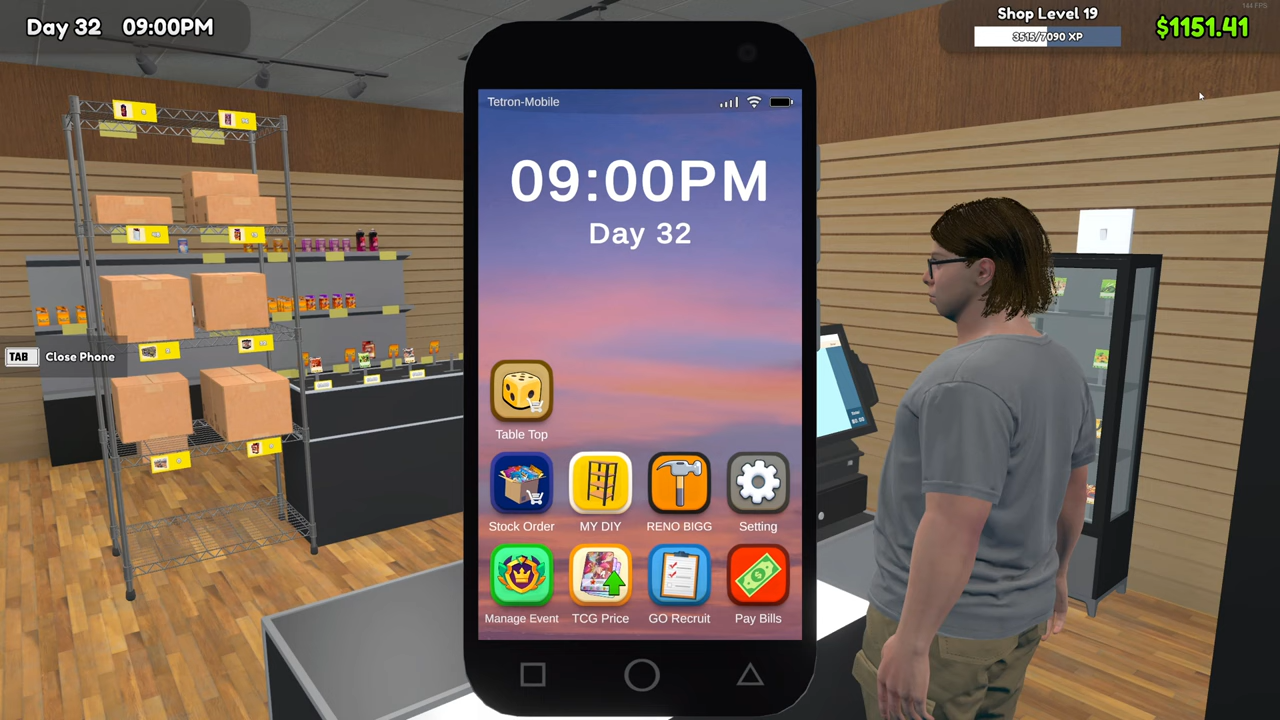 144 FPS
Day 32 09:00PM
Shop Level 19
3515/7090 XP
$1151.41
Tetron-Mobile
09:00PM
Day 32
TAB Close Phone
Table Top
Stock Order MY DIY RENO BIGG Setting
Manage Event TCG Price GO Recruit Pay Bills